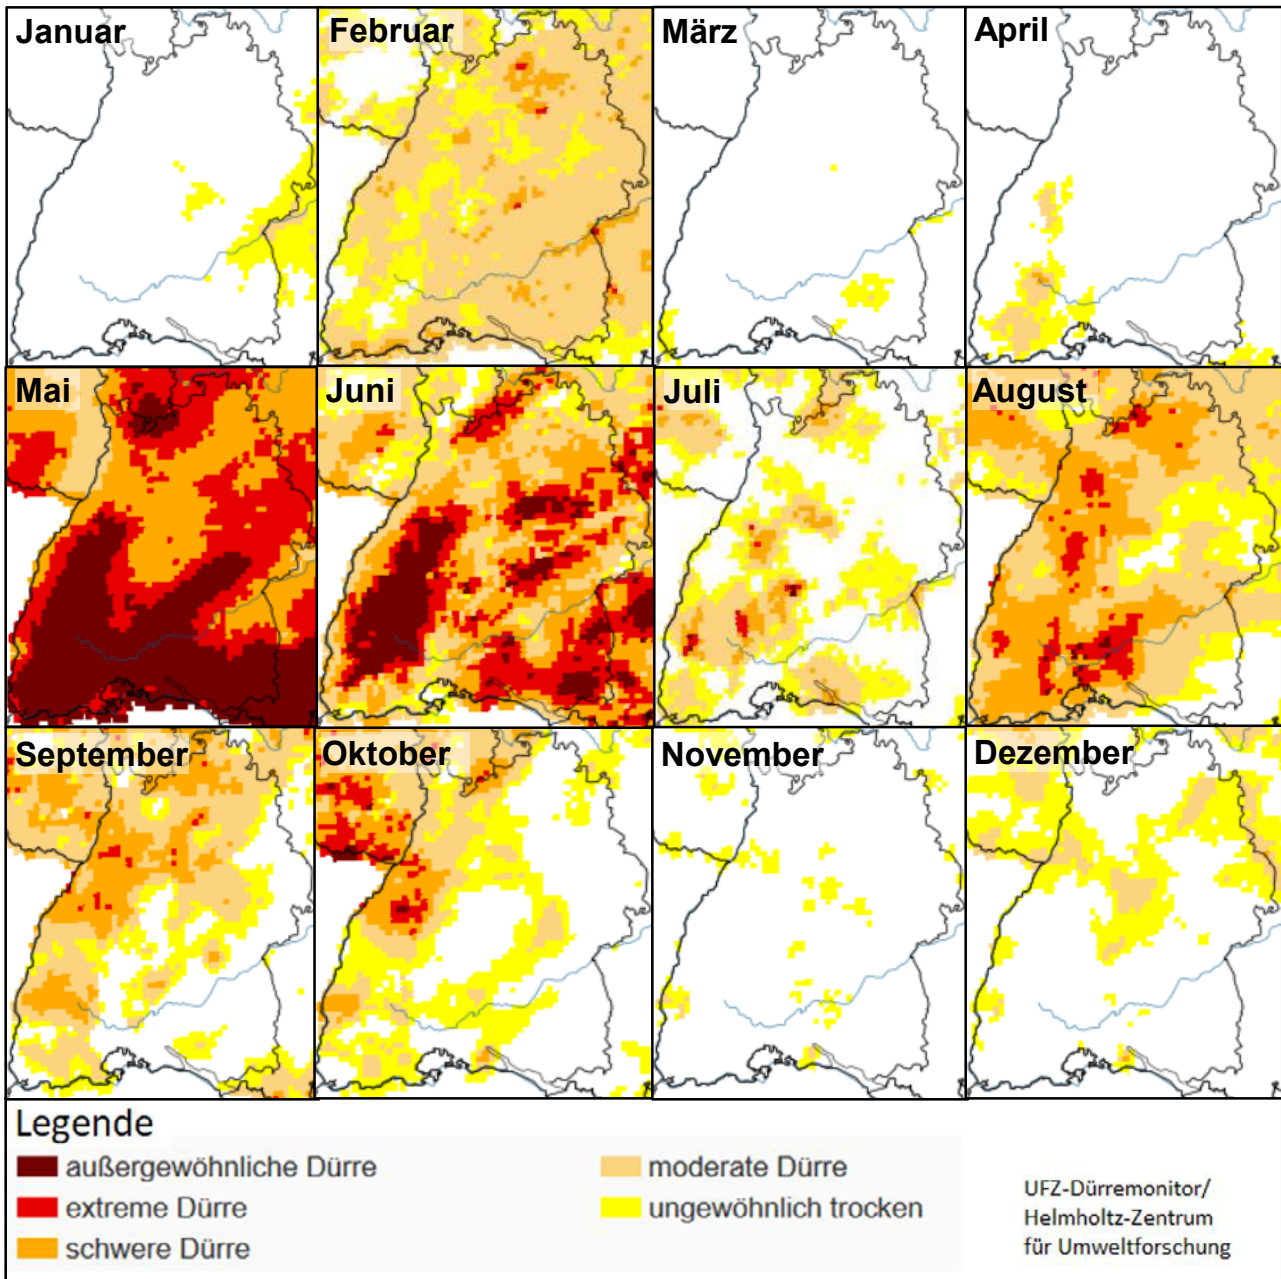 Januar
Februar
März
April
Mai
Juni
Juli
August
September
Oktober
November
Dezember
Legende
außergewöhnliche Dürre
extreme Dürre
schwere Dürre
moderate Dürre
ungewöhnlich trocken
UFZ-Dürremonitor/
Helmholtz-Zentrum
für Umweltforschung